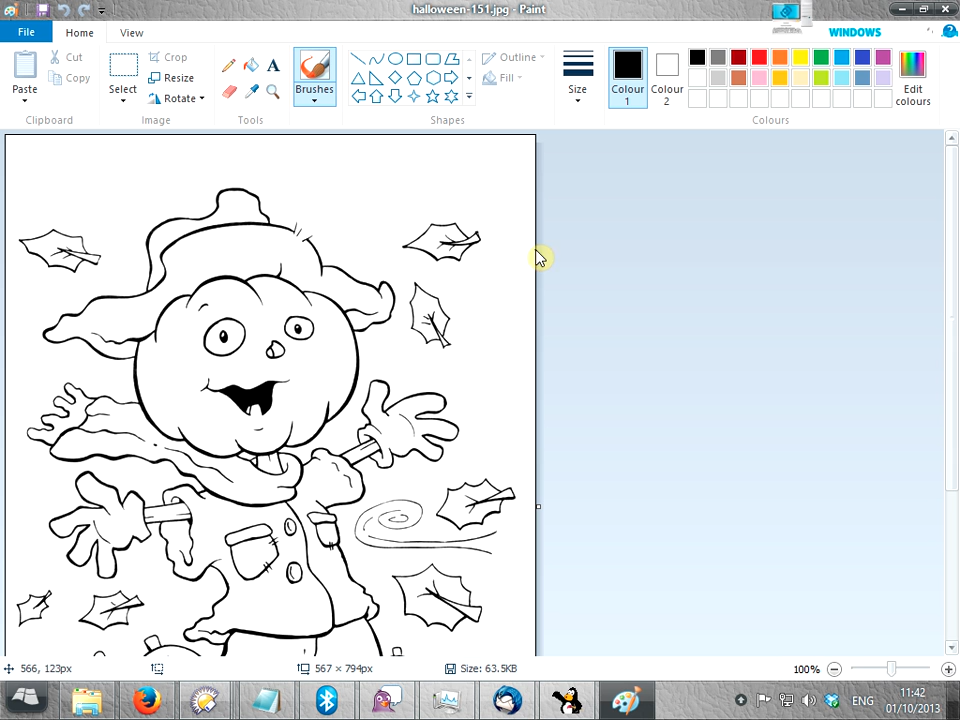 halloween-151.jpg - Paint
File
Home
View
WINDOWS
Paste
Cut
Copy
Clipboard
Select
Crop
Resize
Rotate
Image
A
Tools
Brushes
Outline
Fill
Shapes
Size
Colour 1
Colour 2
Edit colours
Colours
566, 123px
567 × 794px
Size: 63.5KB
100%
ENG
11:42
01/10/2013